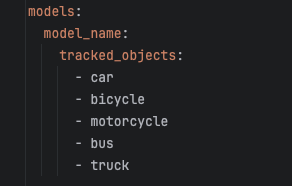 models:
  model_name:
    tracked_objects:
      - car
      - bicycle
      - motorcycle
      - bus
      - truck